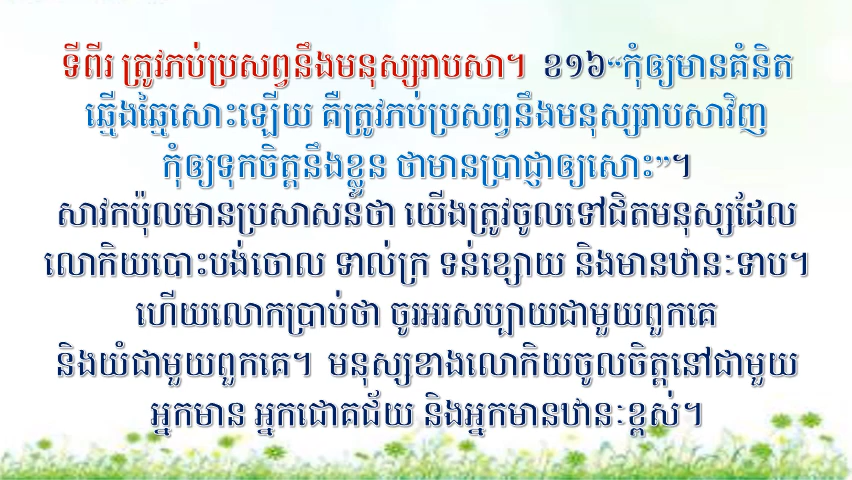 ទីពីរ ត្រូវភប់ប្រសព្វនឹងមនុស្សរាបសា។ ខ១៦“កុំឲ្យមានគំនិត
ឆ្មើងឆ្មៃសោះឡើយ គឺត្រូវភប់ប្រសព្វនឹងមនុស្សរាបសាវិញ
កុំឲ្យទុកចិត្តនឹងខ្លួន ថាមានប្រាជ្ញាឲ្យសោះ”។
សាវកប៉ុលមានប្រសាសន៍ថា យើងត្រូវចូលទៅជិតមនុស្សដែល
លោកិយបោះបង់ចោល ទាល់ក្រ ទន់ខ្សោយ និងមានឋានៈទាប។
ហើយលោកប្រាប់ថា ចូរអរសប្បាយជាមួយពួកគេ
និងយំជាមួយពួកគេ។ មនុស្សខាងលោកិយចូលចិត្តនៅជាមួយ
អ្នកមាន អ្នកជោគជ័យ និងអ្នកមានឋានៈខ្ពស់។